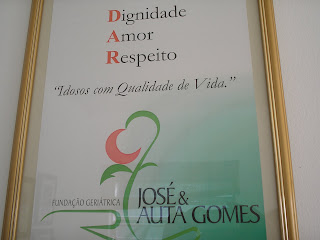 Dignidade
Amor
Respeito
"Idosos com Qualidade de Vida."
FUNDAÇÃO GERIÁTRICA
JOSÉ &
AUTA GOMES